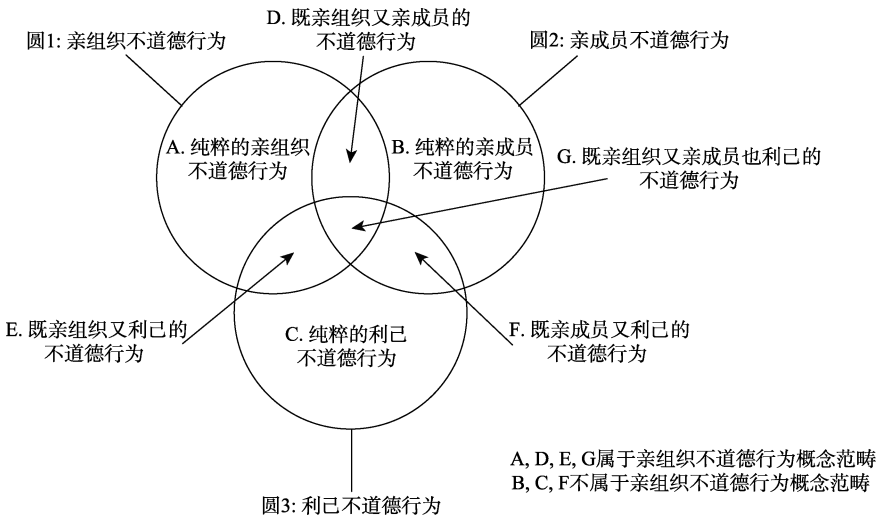 D. 既亲组织又亲成员的
不道德行为
圆1: 亲组织不道德行为
圆2: 亲成员不道德行为
A. 纯粹的亲组织
不道德行为
B. 纯粹的亲成员
不道德行为
G. 既亲组织又亲成员也利己的
不道德行为
E. 既亲组织又利己的
不道德行为
C. 纯粹的利己
不道德行为
F. 既亲成员又利己的
不道德行为
A, D, E, G属于亲组织不道德行为概念范畴
B, C, F不属于亲组织不道德行为概念范畴
圆3: 利己不道德行为